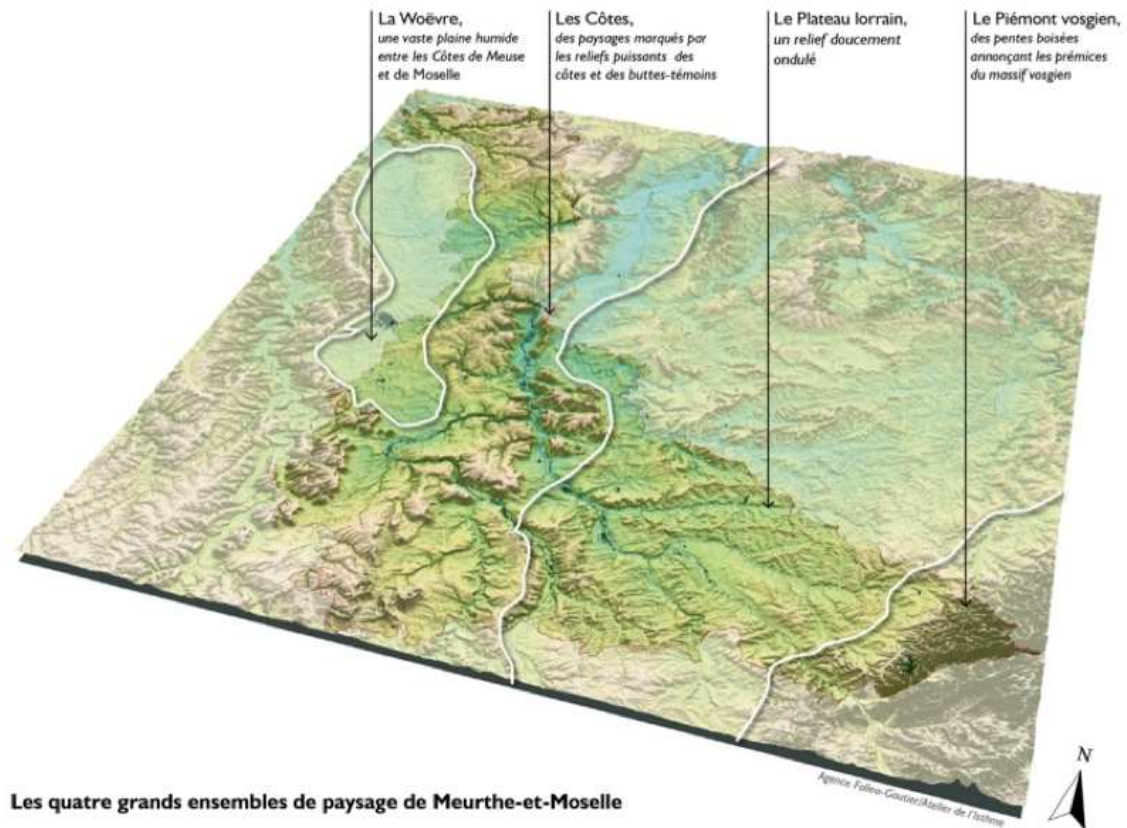 La Woëvre,
une vaste plaine humide
entre les Côtes de Meuse
et de Moselle
Les Côtes,
des paysages marqués par
les reliefs puissants des
côtes et des buttes-témoins
Le Plateau lorrain,
un relief doucement
ondulé
Le Piémont vosgien,
des pentes boisées
annonçant les prémices
du massif vosgien
N
Agence Folléa-Gautier/Atelier de l'Isthme
Les quatre grands ensembles de paysage de Meurthe-et-Moselle